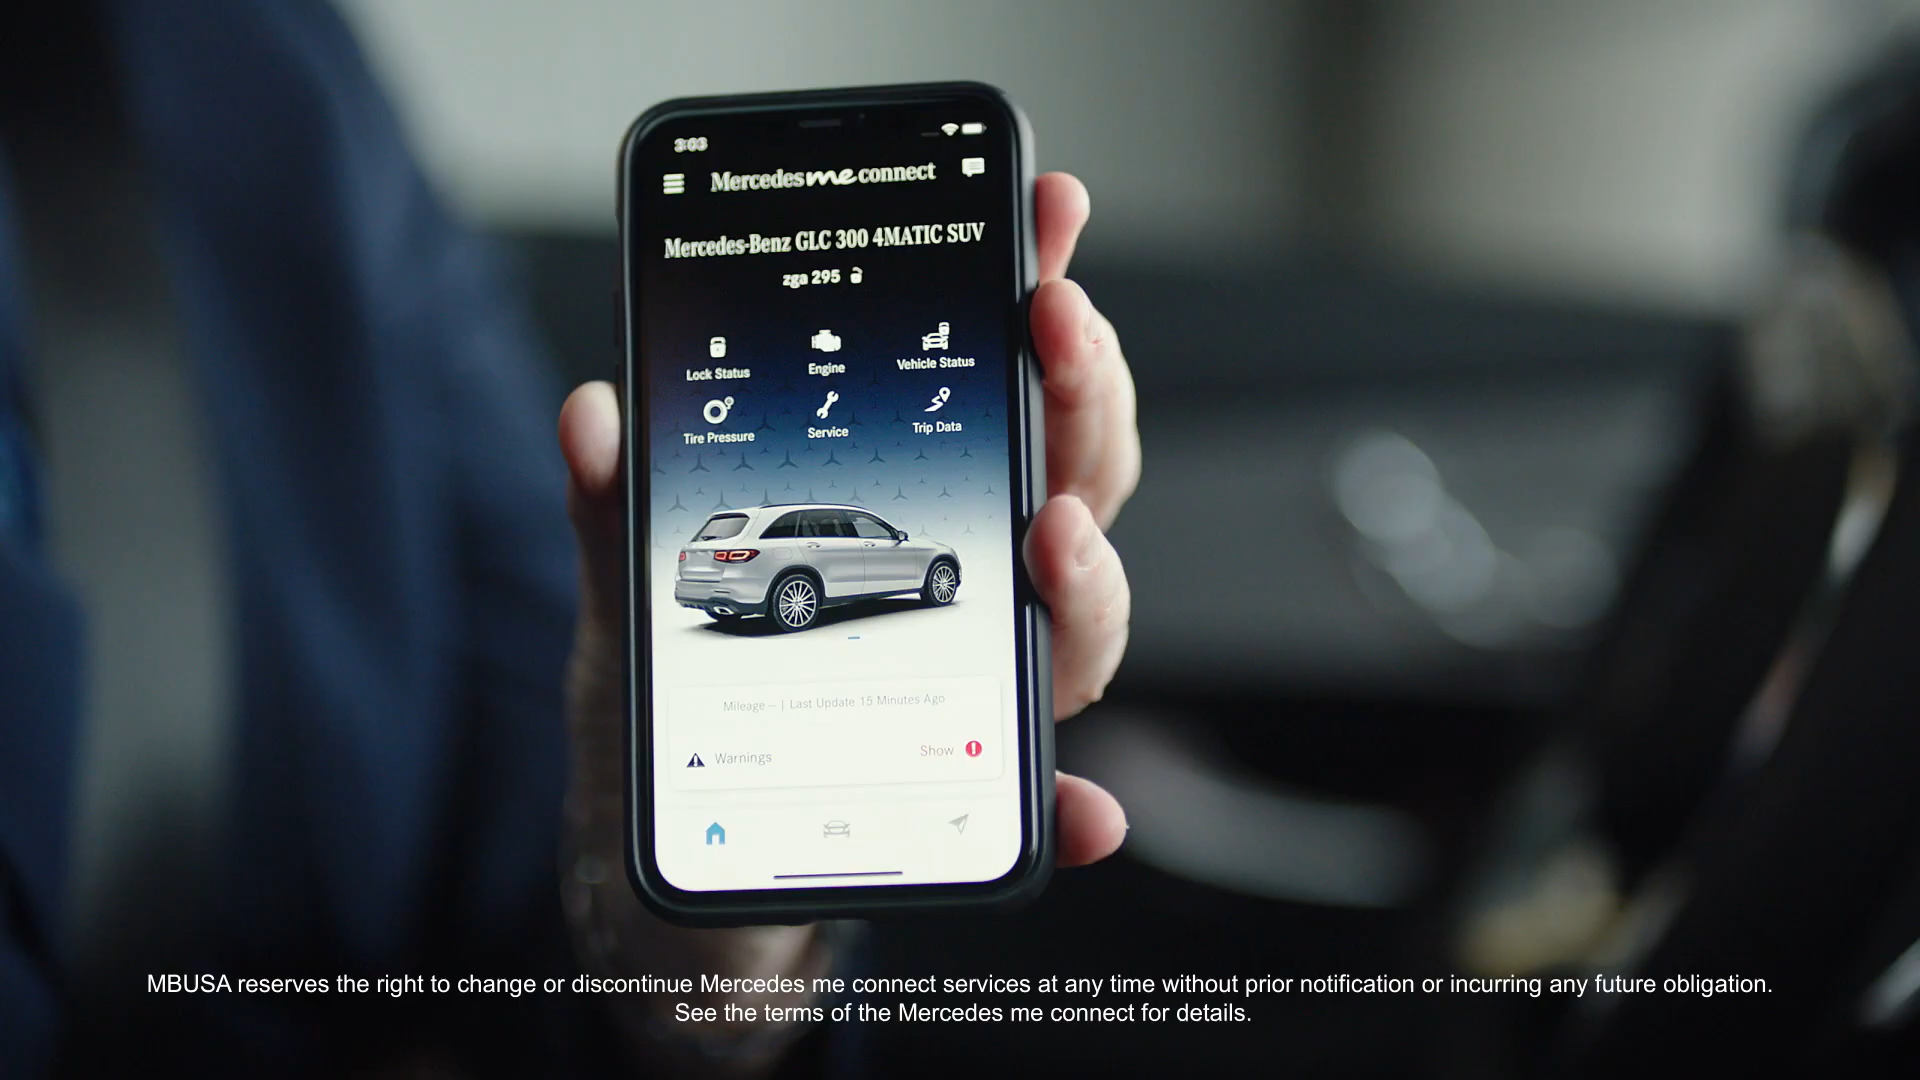 3:03
Mercedes me connect
Mercedes-Benz GLC 300 4MATIC SUV
zga 295
Lock Status
Engine
Vehicle Status
Tire Pressure
Service
Trip Data
Mileage -- | Last Update 15 Minutes Ago
Warnings
Show
MBUSA reserves the right to change or discontinue Mercedes me connect services at any time without prior notification or incurring any future obligation.
See the terms of the Mercedes me connect for details.